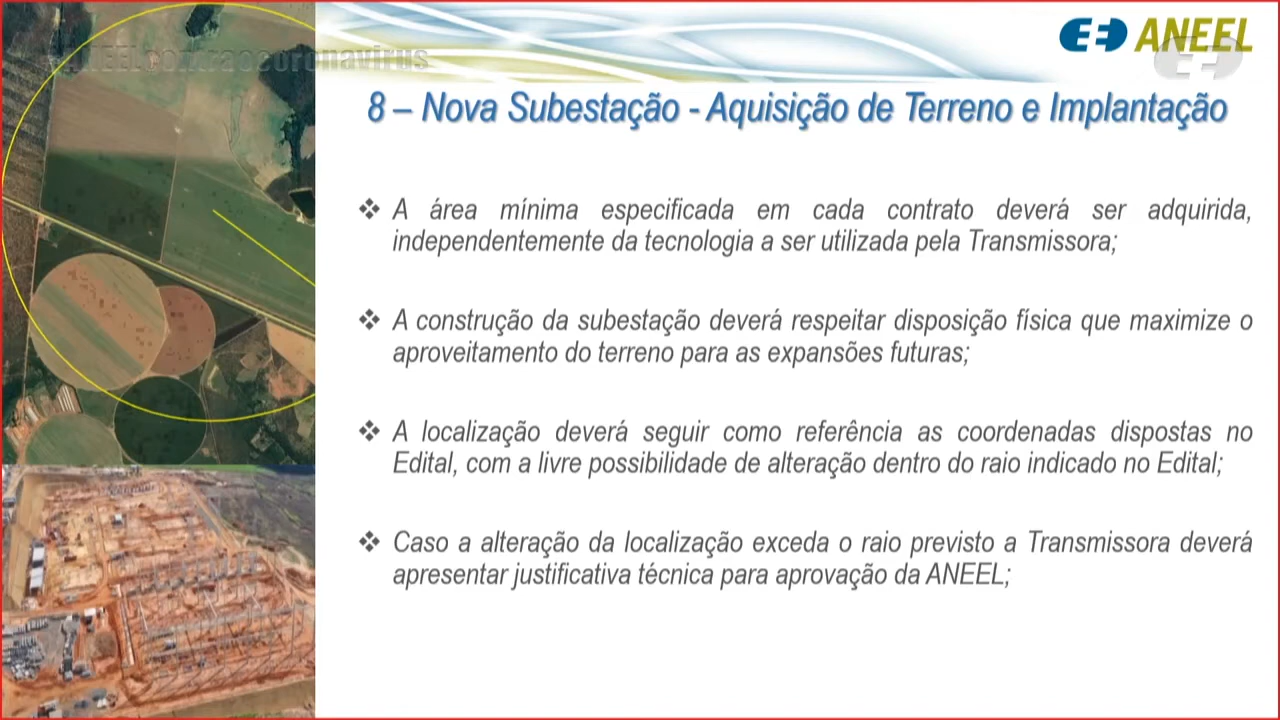 #ANEELcontraocoronavirus
ANEEL
8 – Nova Subestação - Aquisição de Terreno e Implantação
❖ A área mínima especificada em cada contrato deverá ser adquirida,
independentemente da tecnologia a ser utilizada pela Transmissora;
❖ A construção da subestação deverá respeitar disposição física que maximize o
aproveitamento do terreno para as expansões futuras;
❖ A localização deverá seguir como referência as coordenadas dispostas no
Edital, com a livre possibilidade de alteração dentro do raio indicado no Edital;
❖ Caso a alteração da localização exceda o raio previsto a Transmissora deverá
apresentar justificativa técnica para aprovação da ANEEL;